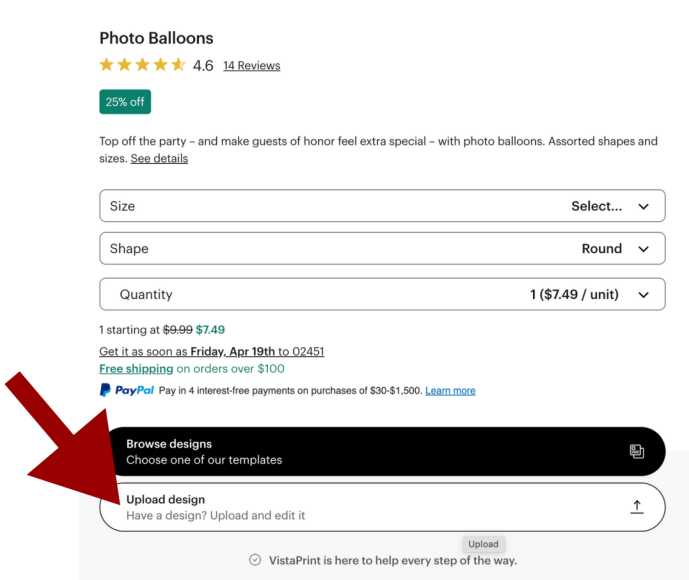 Photo Balloons
4.6 14 Reviews
25% off
Top off the party – and make guests of honor feel extra special – with photo balloons. Assorted shapes and
sizes. See details
Size Select...
Shape Round
Quantity 1 ($7.49 / unit)
1 starting at $9.99 $7.49
Get it as soon as Friday, Apr 19th to 02451
Free shipping on orders over $100
PayPal Pay in 4 interest-free payments on purchases of $30-$1,500. Learn more
Browse designs
Choose one of our templates
Upload design
Have a design? Upload and edit it
Upload
VistaPrint is here to help every step of the way.